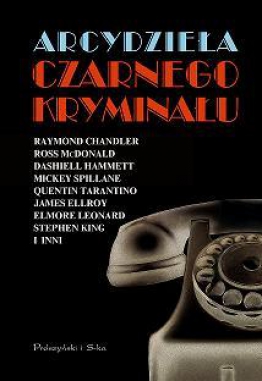 ARCYDZIEŁA
CZARNEGO
KRYMINAŁU
RAYMOND CHANDLER
ROSS McDONALD
DASHIELL HAMMETT
MICKEY SPILLANE
QUENTIN TARANTINO
JAMES ELLROY
ELMORE LEONARD
STEPHEN KING
I INNI
Prószyński i S-ka